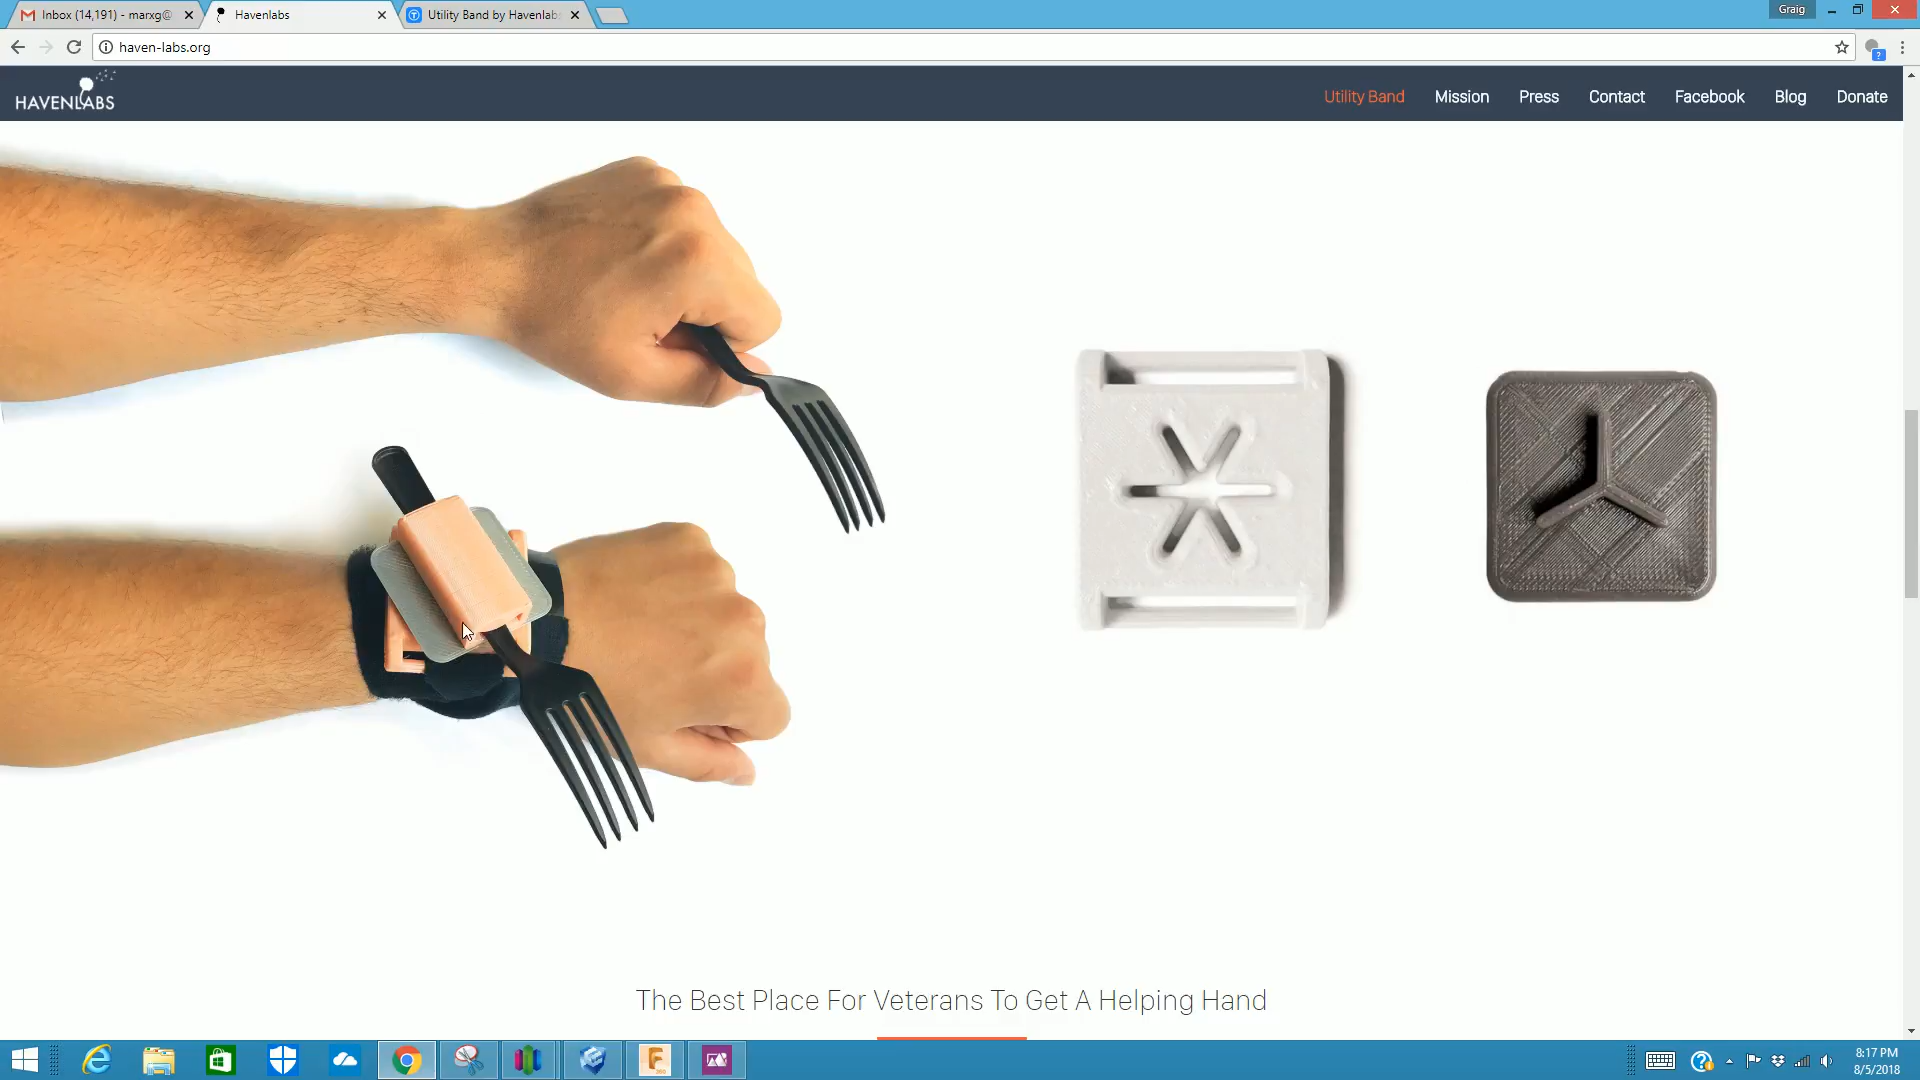 Inbox (14,191) - marxg@
Havenlabs
Utility Band by Havenlabs
Graig
haven-labs.org
HAVENLABS
Utility Band
Mission
Press
Contact
Facebook
Blog
Donate
The Best Place For Veterans To Get A Helping Hand
8:17 PM
8/5/2018